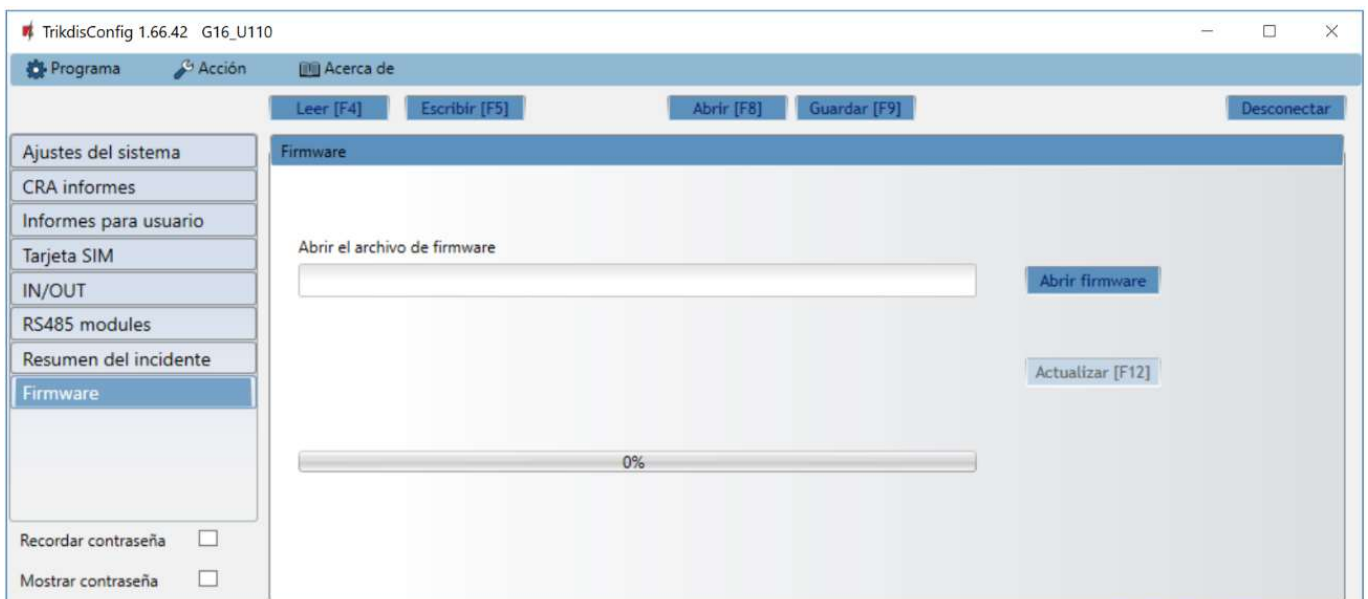 TrikdisConfig 1.66.42 G16_U110
Programa Acción Acerca de
Leer [F4] Escribir [F5] Abrir [F8] Guardar [F9] Desconectar
Ajustes del sistema
CRA informes
Informes para usuario
Tarjeta SIM
IN/OUT
RS485 modules
Resumen del incidente
Firmware
Recordar contraseña
Mostrar contraseña
Firmware
Abrir el archivo de firmware
Abrir firmware
Actualizar [F12]
0%